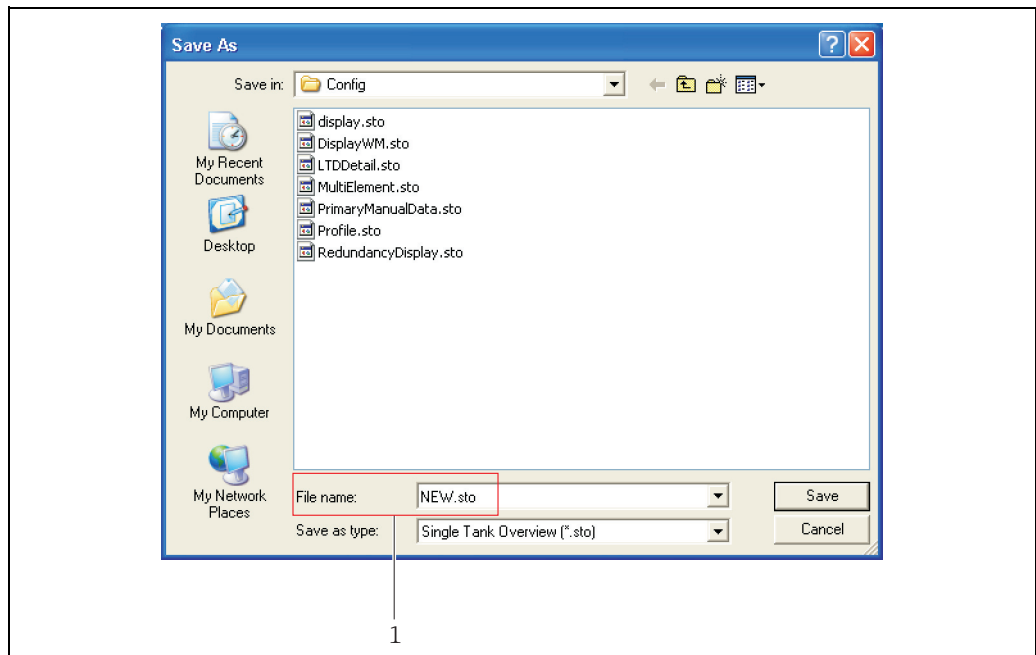 Save As
Save in:
Config
display.sto
DisplayWM.sto
LTDDetail.sto
MultiElement.sto
PrimaryManualData.sto
Profile.sto
RedundancyDisplay.sto
My Recent
Documents
Desktop
My Documents
My Computer
My Network
Places
File name:
NEW.sto
Save
Save as type:
Single Tank Overview (*.sto)
Cancel
1